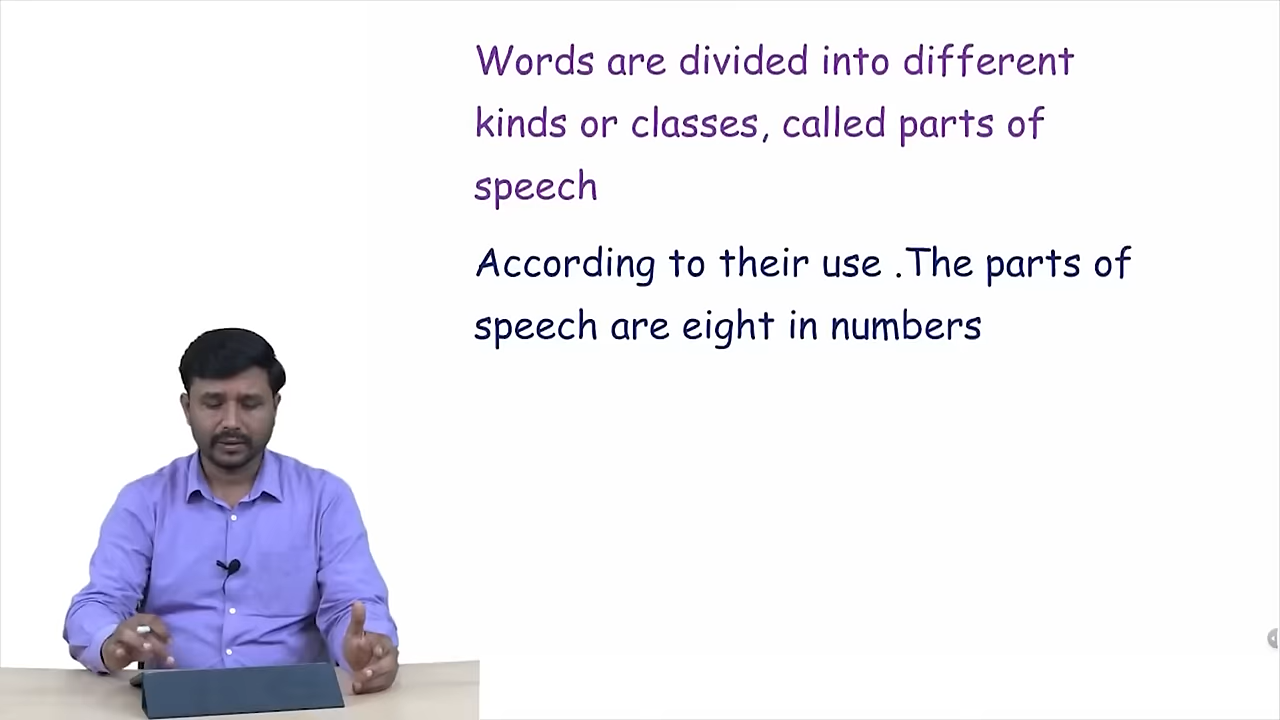 Words are divided into different
kinds or classes, called parts of
speech
According to their use .The parts of
speech are eight in numbers